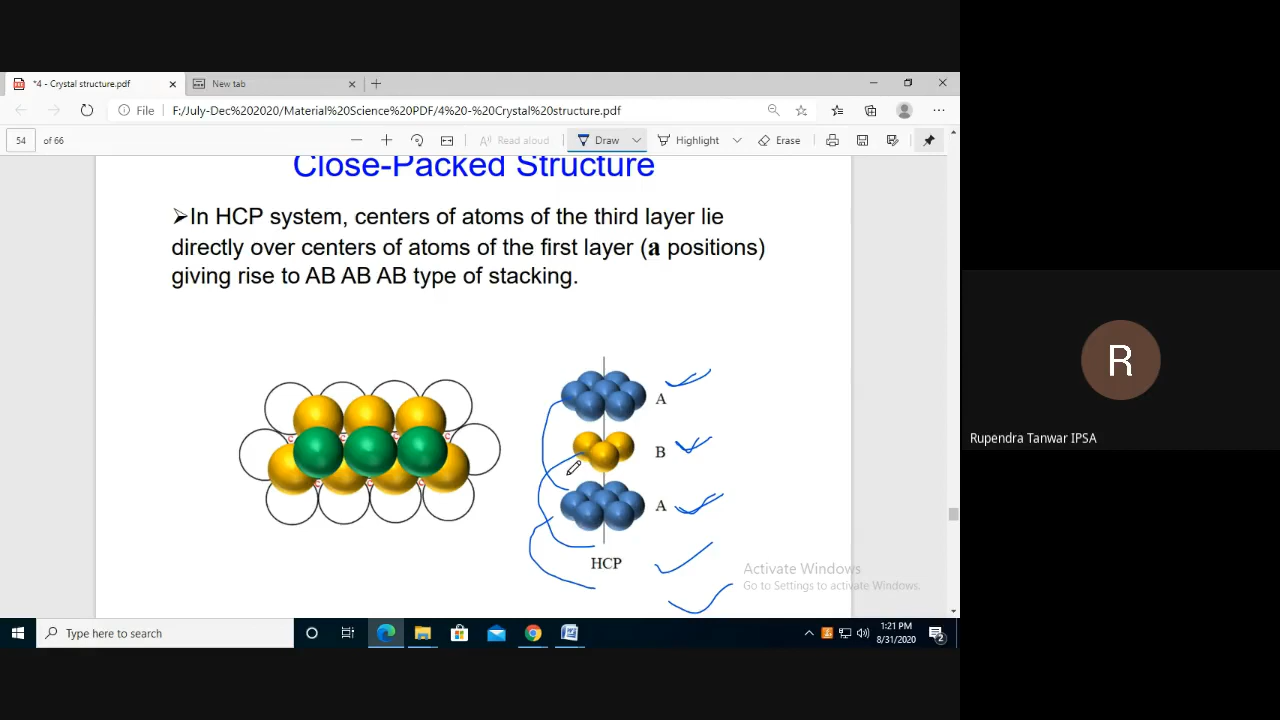 *4 - Crystal structure.pdf
New tab
File
F:/July-Dec%202020/Material%20Science%20PDF/4%20-%20Crystal%20structure.pdf
54 of 66
Read aloud
Draw
Highlight
Erase
Close-Packed Structure
➢In HCP system, centers of atoms of the third layer lie
directly over centers of atoms of the first layer (a positions)
giving rise to AB AB AB type of stacking.
A
B
A
HCP
Activate Windows
Go to Settings to activate Windows.
R
Rupendra Tanwar IPSA
Type here to search
1:21 PM
8/31/2020
2